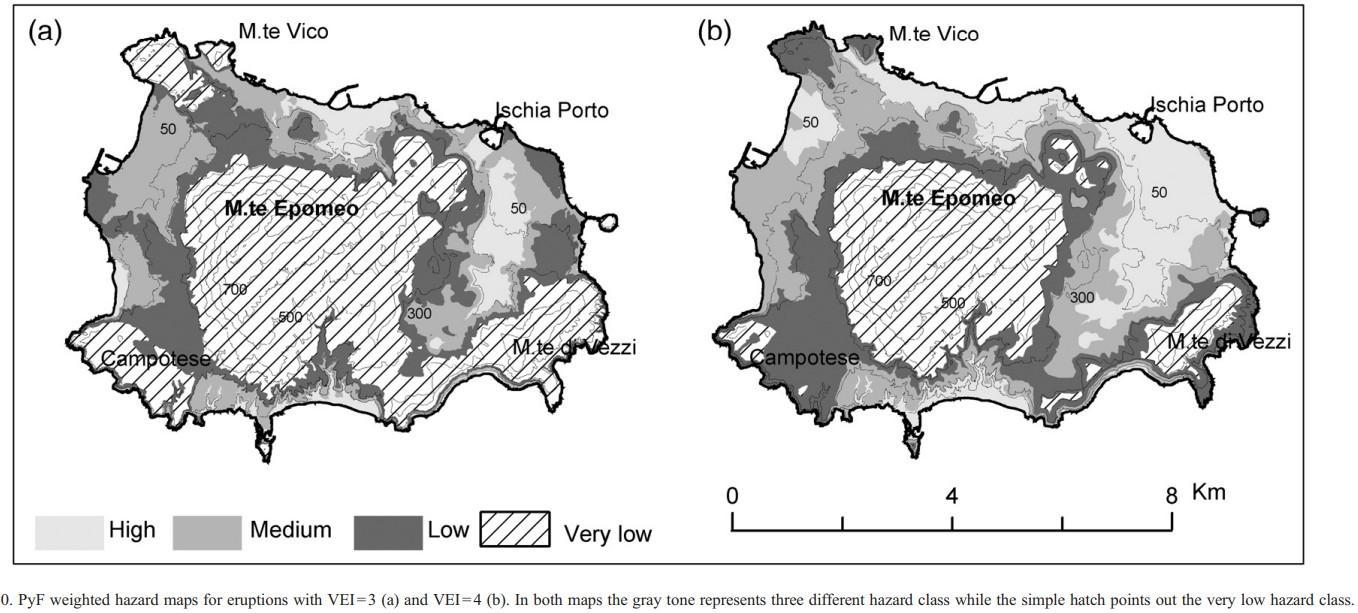 (a)
M.te Vico
Ischia Porto
50
M.te Epomeo
50
700
500
300
Campotese
M.te di Vezzi
(b)
M.te Vico
Ischia Porto
50
M.te Epomeo
50
700
500
300
Campotese
M.te di Vezzi
0 4 8 Km
High Medium Low Very low
0. PyF weighted hazard maps for eruptions with VEI=3 (a) and VEI=4 (b). In both maps the gray tone represents three different hazard class while the simple hatch points out the very low hazard class.